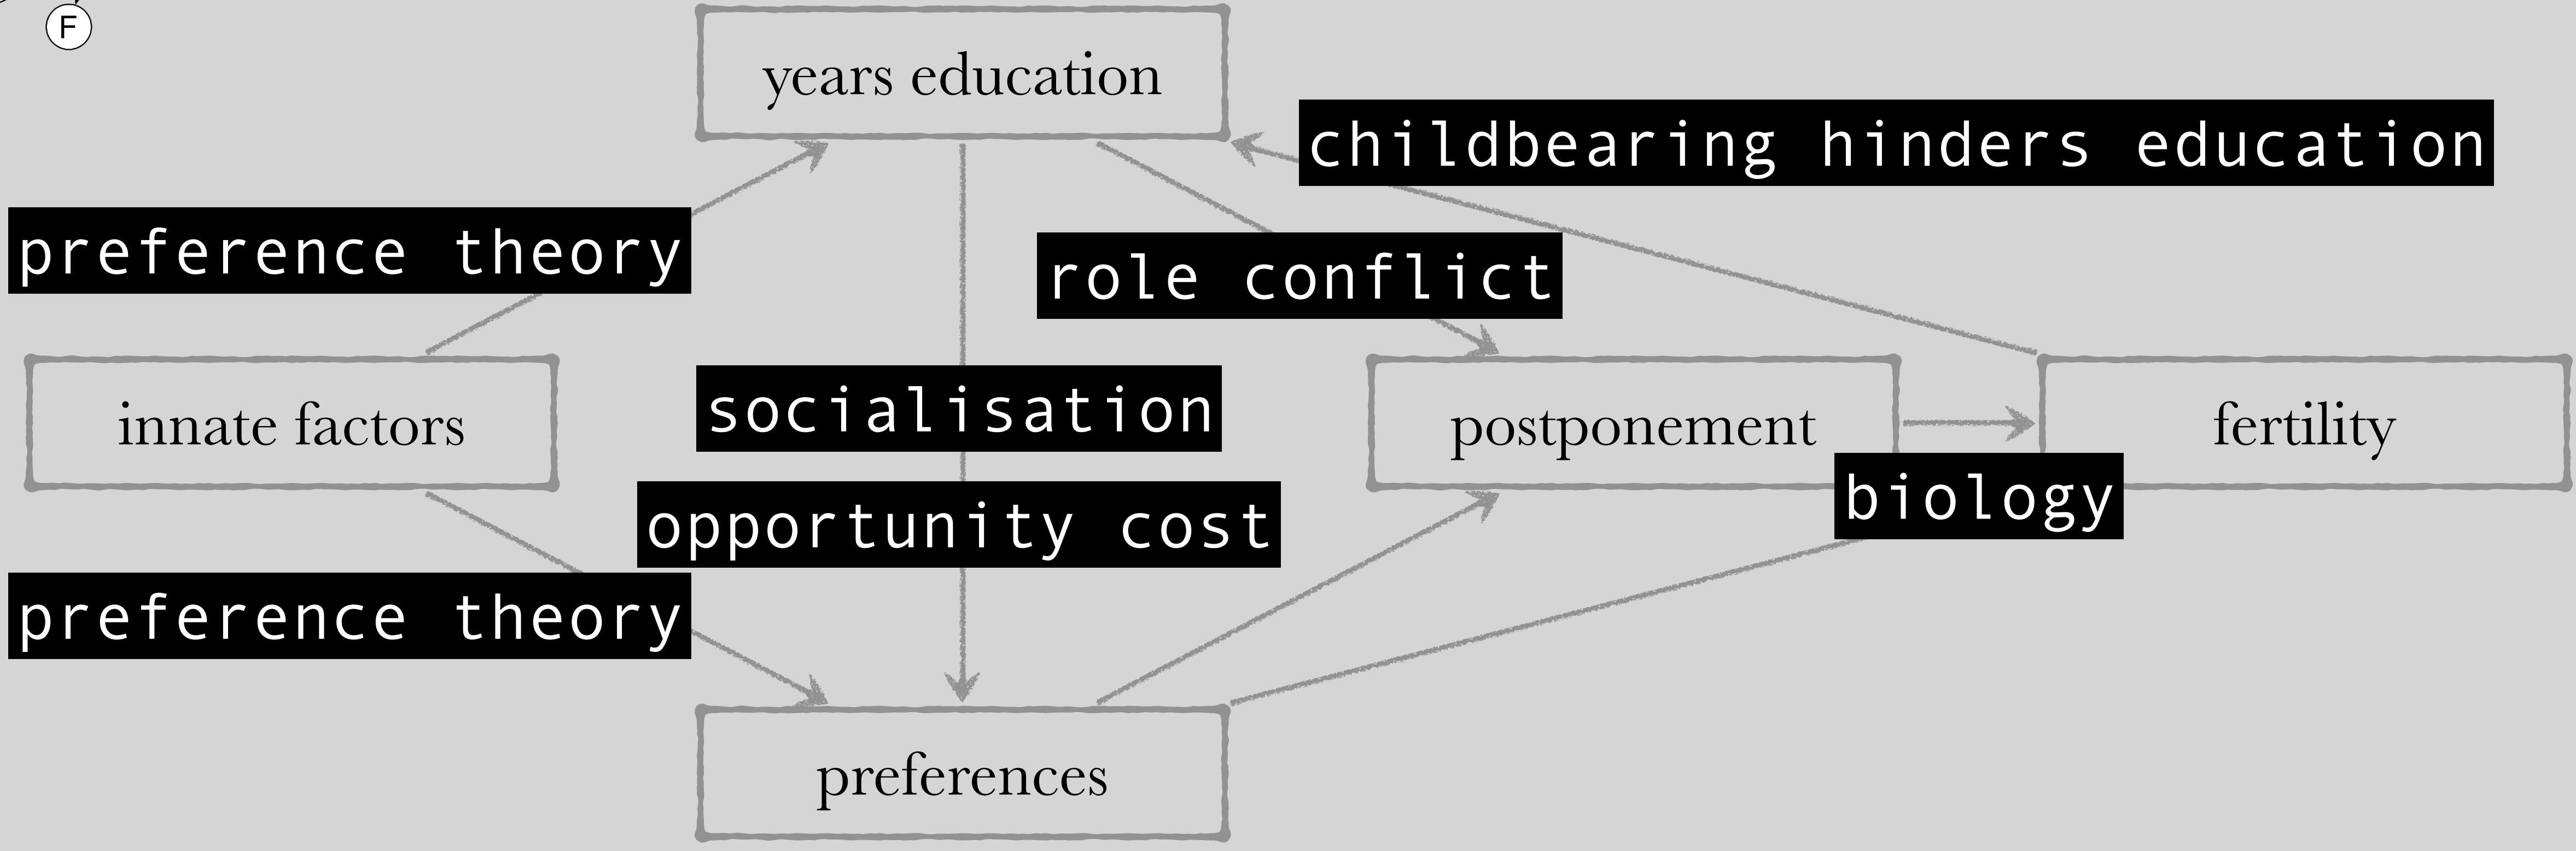 F
years education
childbearing hinders education
preference theory
role conflict
socialisation
innate factors
postponement
fertility
biology
opportunity cost
preference theory
preferences